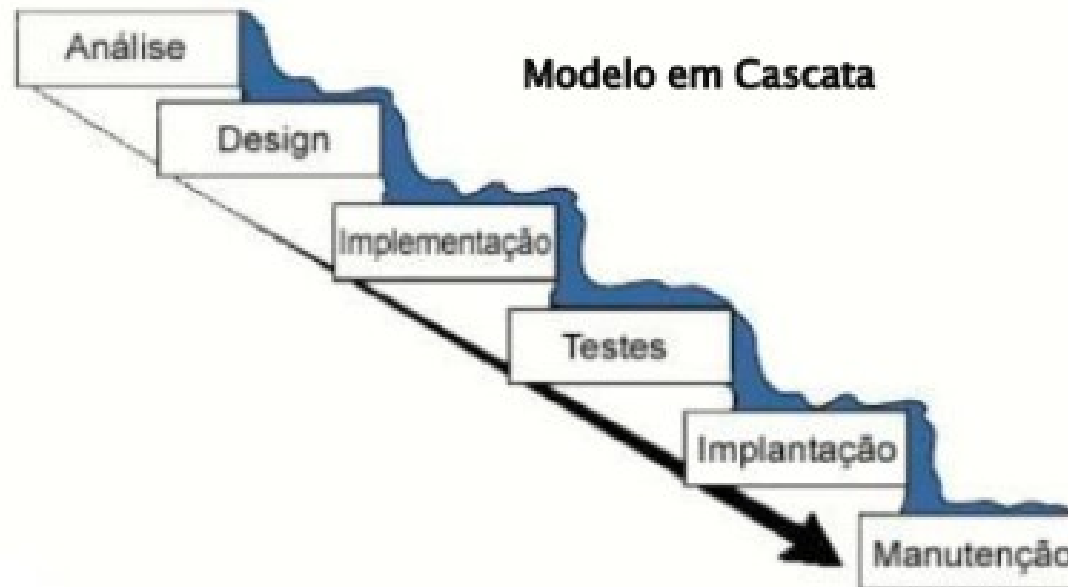 Análise
Modelo em Cascata
Design
Implementação
Testes
Implantação
Manutenção